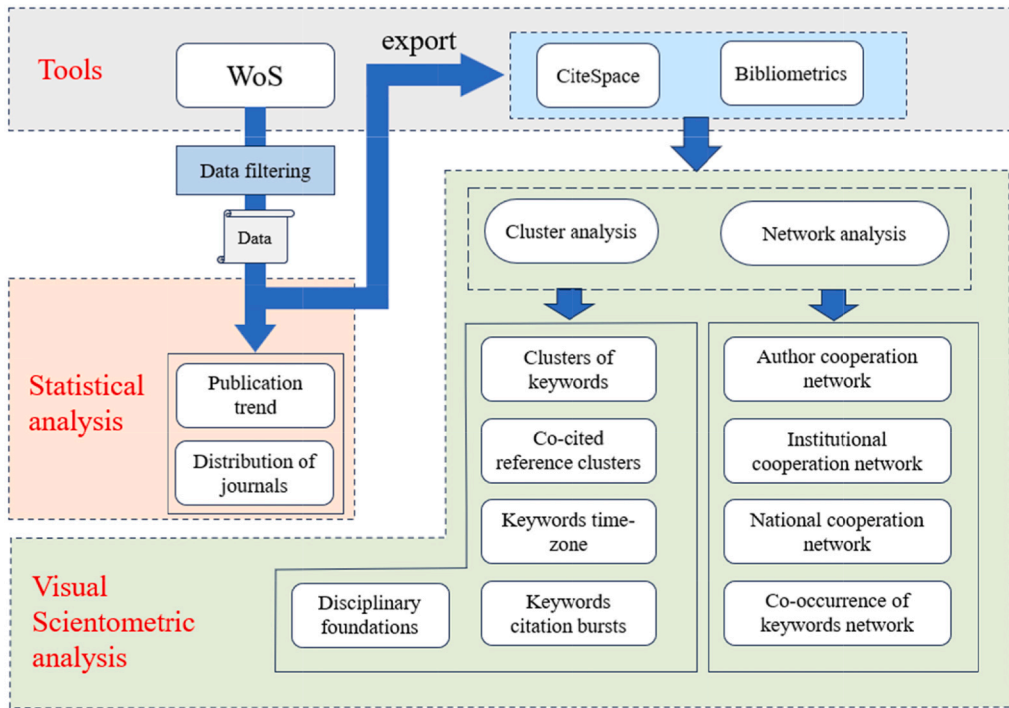 Tools
WoS
export
CiteSpace
Bibliometrics
Data filtering
Data
Cluster analysis
Network analysis
Statistical
analysis
Publication
trend
Distribution of
journals
Clusters of
keywords
Co-cited
reference clusters
Keywords time-
zone
Keywords
citation bursts
Disciplinary
foundations
Author cooperation
network
Institutional
cooperation network
National cooperation
network
Co-occurrence of
keywords network
Visual
Scientometric
analysis